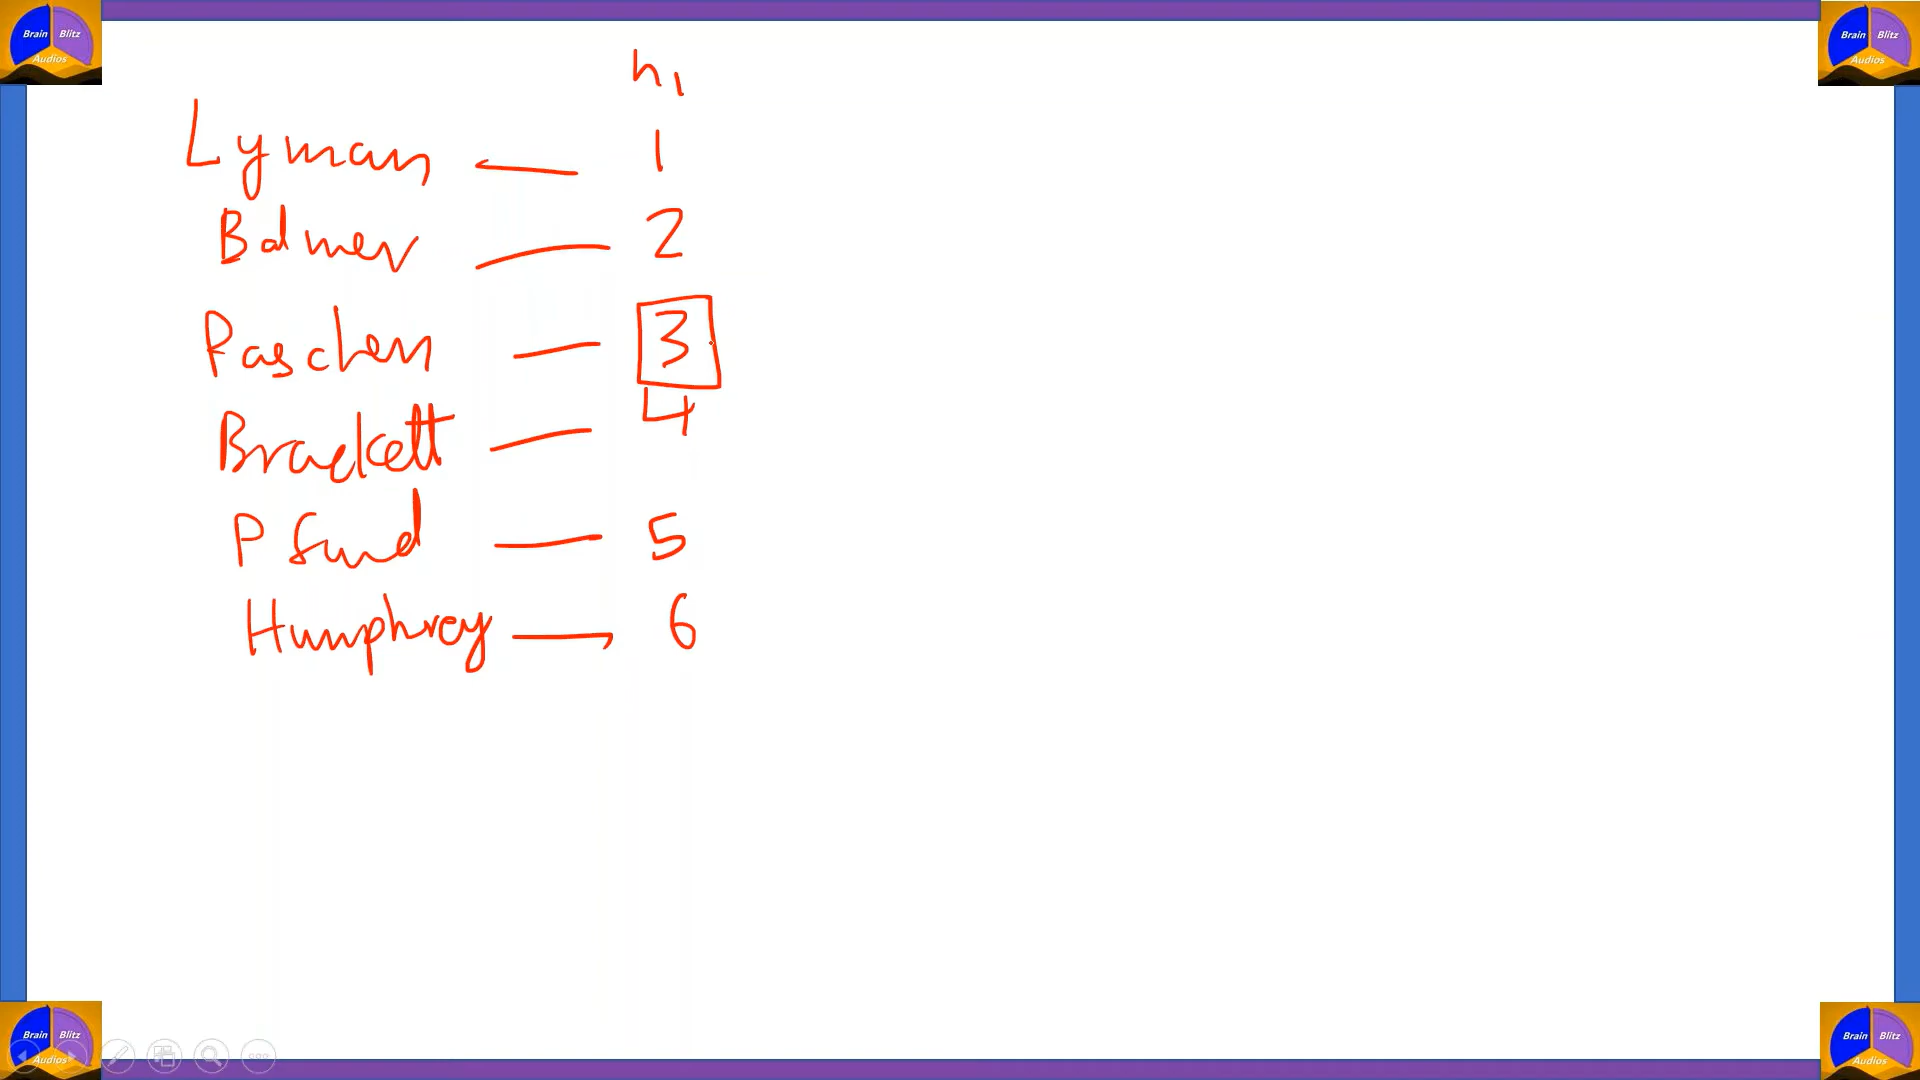 Brain Blitz Audios
Brain Blitz Audios
n1
Lyman — 1
Balmer — 2
Paschen — 3
Brackett — 4
Pfund — 5
Humphrey — 6
Brain Blitz Audios
Brain Blitz Audios